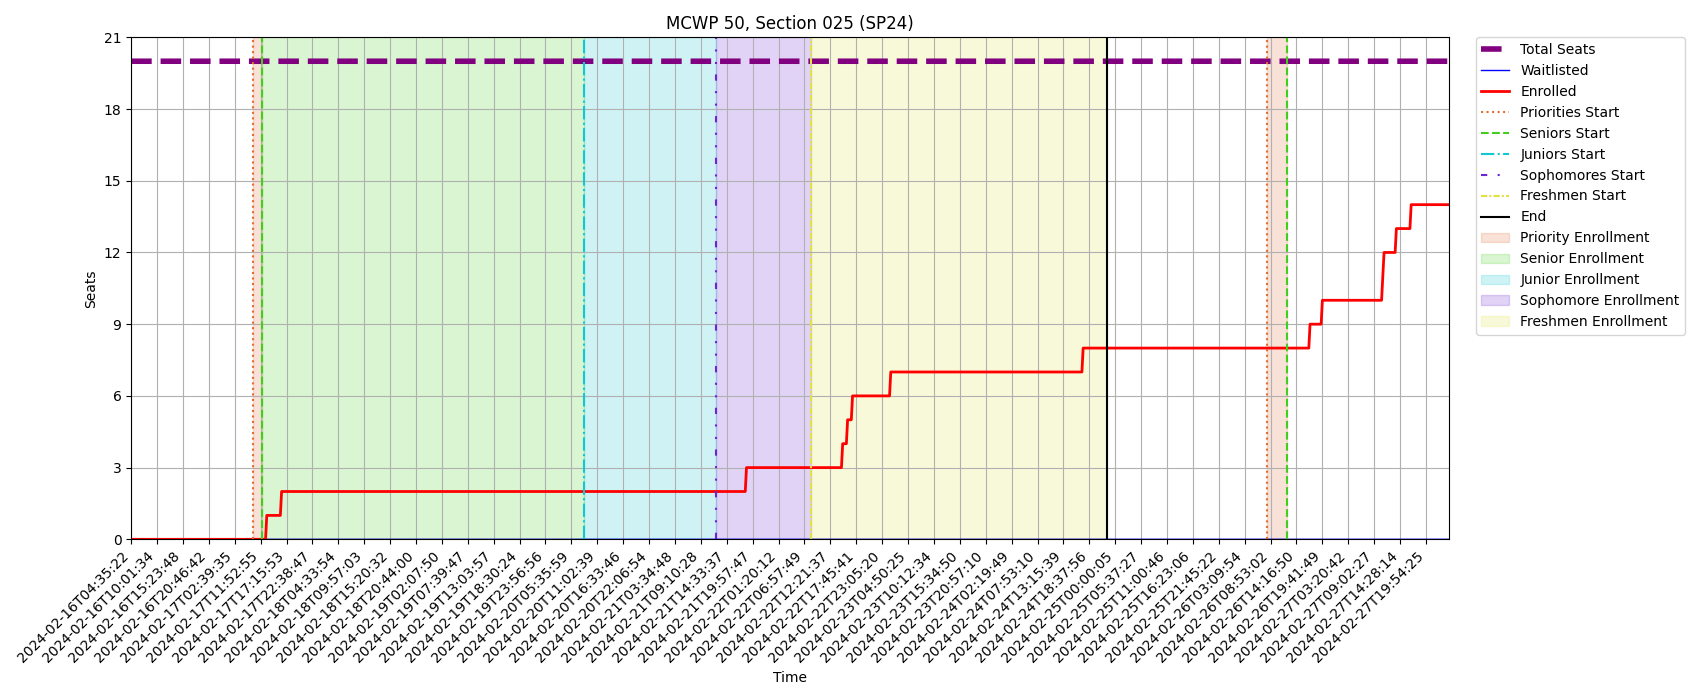 MCWP 50, Section 025 (SP24)
Seats
21
18
15
12
9
6
3
0
2024-02-16T04:35:22
2024-02-16T10:01:34
2024-02-16T15:23:48
2024-02-16T20:46:42
2024-02-17T02:39:35
2024-02-17T11:52:55
2024-02-17T17:15:53
2024-02-17T22:38:47
2024-02-18T04:33:54
2024-02-18T09:57:03
2024-02-18T15:20:32
2024-02-18T20:44:00
2024-02-19T02:07:50
2024-02-19T07:39:47
2024-02-19T13:03:57
2024-02-19T18:30:24
2024-02-19T23:56:56
2024-02-20T05:35:59
2024-02-20T11:02:39
2024-02-20T16:33:46
2024-02-20T22:06:54
2024-02-21T03:34:48
2024-02-21T09:10:28
2024-02-21T14:33:37
2024-02-21T19:57:47
2024-02-22T01:20:12
2024-02-22T06:57:49
2024-02-22T12:21:37
2024-02-22T17:45:41
2024-02-22T23:05:20
2024-02-23T04:50:25
2024-02-23T10:12:34
2024-02-23T15:34:50
2024-02-23T20:57:10
2024-02-24T02:19:49
2024-02-24T07:53:10
2024-02-24T13:15:39
2024-02-24T18:37:56
2024-02-25T00:00:05
2024-02-25T05:37:27
2024-02-25T11:00:46
2024-02-25T16:23:06
2024-02-25T21:45:22
2024-02-26T03:09:54
2024-02-26T08:53:02
2024-02-26T14:16:50
2024-02-26T19:41:49
2024-02-27T03:20:42
2024-02-27T09:02:27
2024-02-27T14:28:14
2024-02-27T19:54:25
Time
Total Seats
Waitlisted
Enrolled
Priorities Start
Seniors Start
Juniors Start
Sophomores Start
Freshmen Start
End
Priority Enrollment
Senior Enrollment
Junior Enrollment
Sophomore Enrollment
Freshmen Enrollment